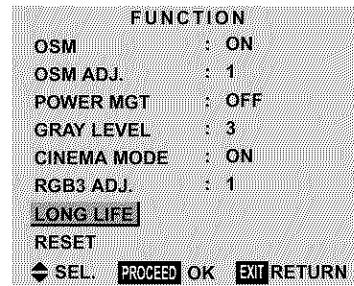 FUNCTION
OSM : ON
OSM ADJ. : 1
POWER MGT : OFF
GRAY LEVEL : 3
CINEMA MODE : ON
RGB3 ADJ. : 1
LONG LIFE
RESET
SEL. PROCEED OK EXIT RETURN